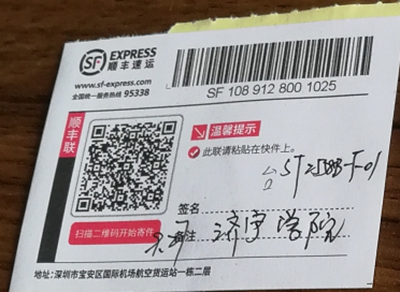 SF EXPRESS
顺丰速运
www.sf-express.com
全国统一服务热线 95338
SF 108 912 800 1025
顺丰联
温馨提示
此联请粘贴在快件上。
签名
备注 济宁学院
扫描二维码开始寄件
地址：深圳市宝安区国际机场航空货运站一栋二层